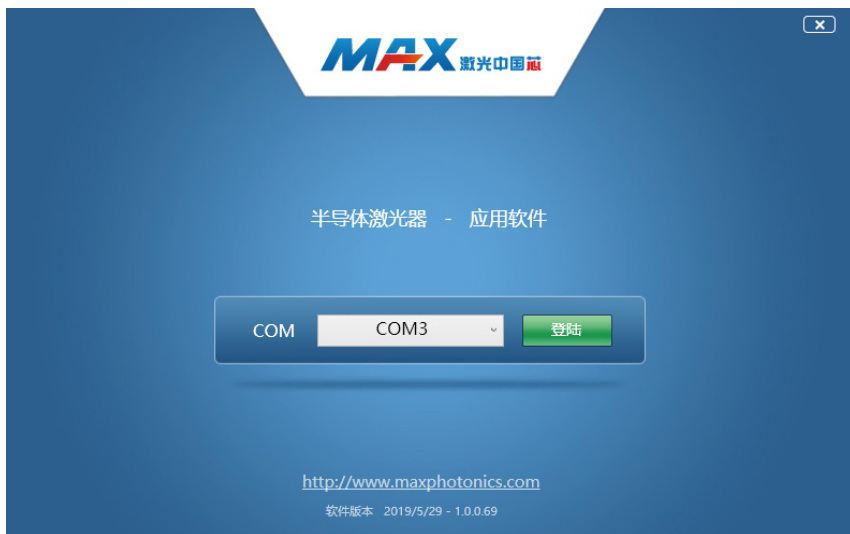 MAX 激光中国芯
半导体激光器 - 应用软件
COM COM3 登陆
http://www.maxphotonics.com
软件版本 2019/5/29 - 1.0.0.69